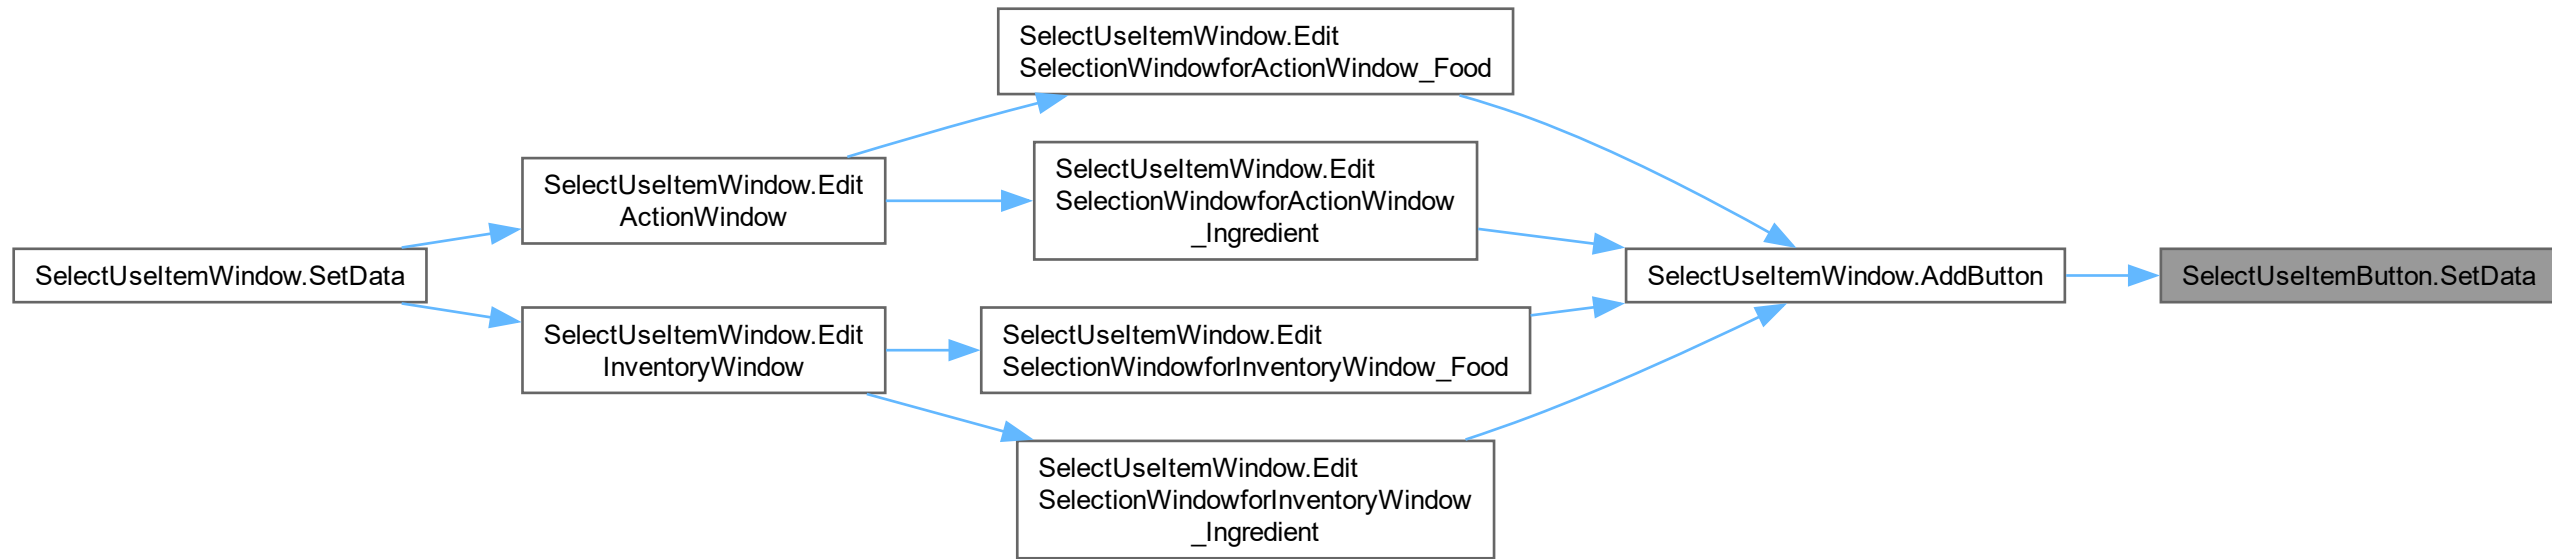 SelectUseItemWindow.SetData
SelectUseItemWindow.Edit
ActionWindow
SelectUseItemWindow.Edit
InventoryWindow
SelectUseItemWindow.Edit
SelectionWindowforActionWindow_Food
SelectUseItemWindow.Edit
SelectionWindowforActionWindow
_Ingredient
SelectUseItemWindow.Edit
SelectionWindowforInventoryWindow_Food
SelectUseItemWindow.Edit
SelectionWindowforInventoryWindow
_Ingredient
SelectUseItemWindow.AddButton
SelectUseItemButton.SetData